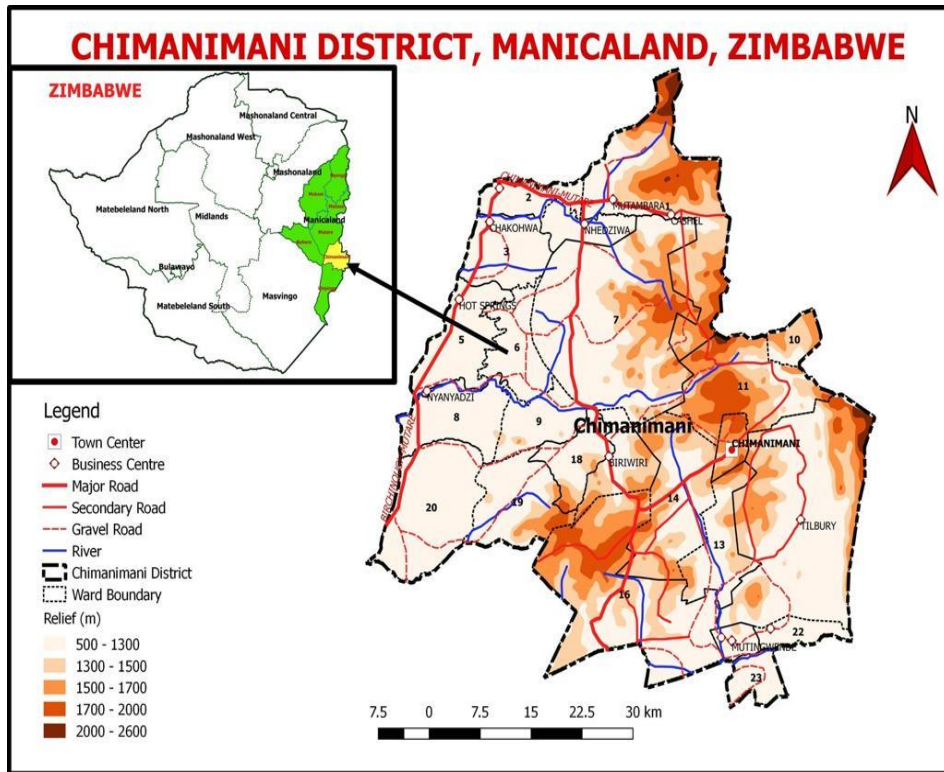 CHIMANIMANI DISTRICT, MANICALAND, ZIMBABWE
ZIMBABWE
Mashonaland Central
Mashonaland West
Mashonaland
Matebeleland North
Midlands
Manicaland
Bulawayo
Masvingo
Matebeleland South
N
2
MUTAMBARA
1
CHAKOHWA
NHEDZIWA
3
HOT SPRINGS
7
5
6
10
11
NYANYADZI
8
9
Chimanimani
CHIMANIMANI
18
BIRIWIRI
20
19
14
TILBURY
13
16
22
23
Legend
Town Center
Business Centre
Major Road
Secondary Road
Gravel Road
River
Chimanimani District
Ward Boundary
Relief (m)
500 - 1300
1300 - 1500
1500 - 1700
1700 - 2000
2000 - 2600
7.5 0 7.5 15 22.5 30 km